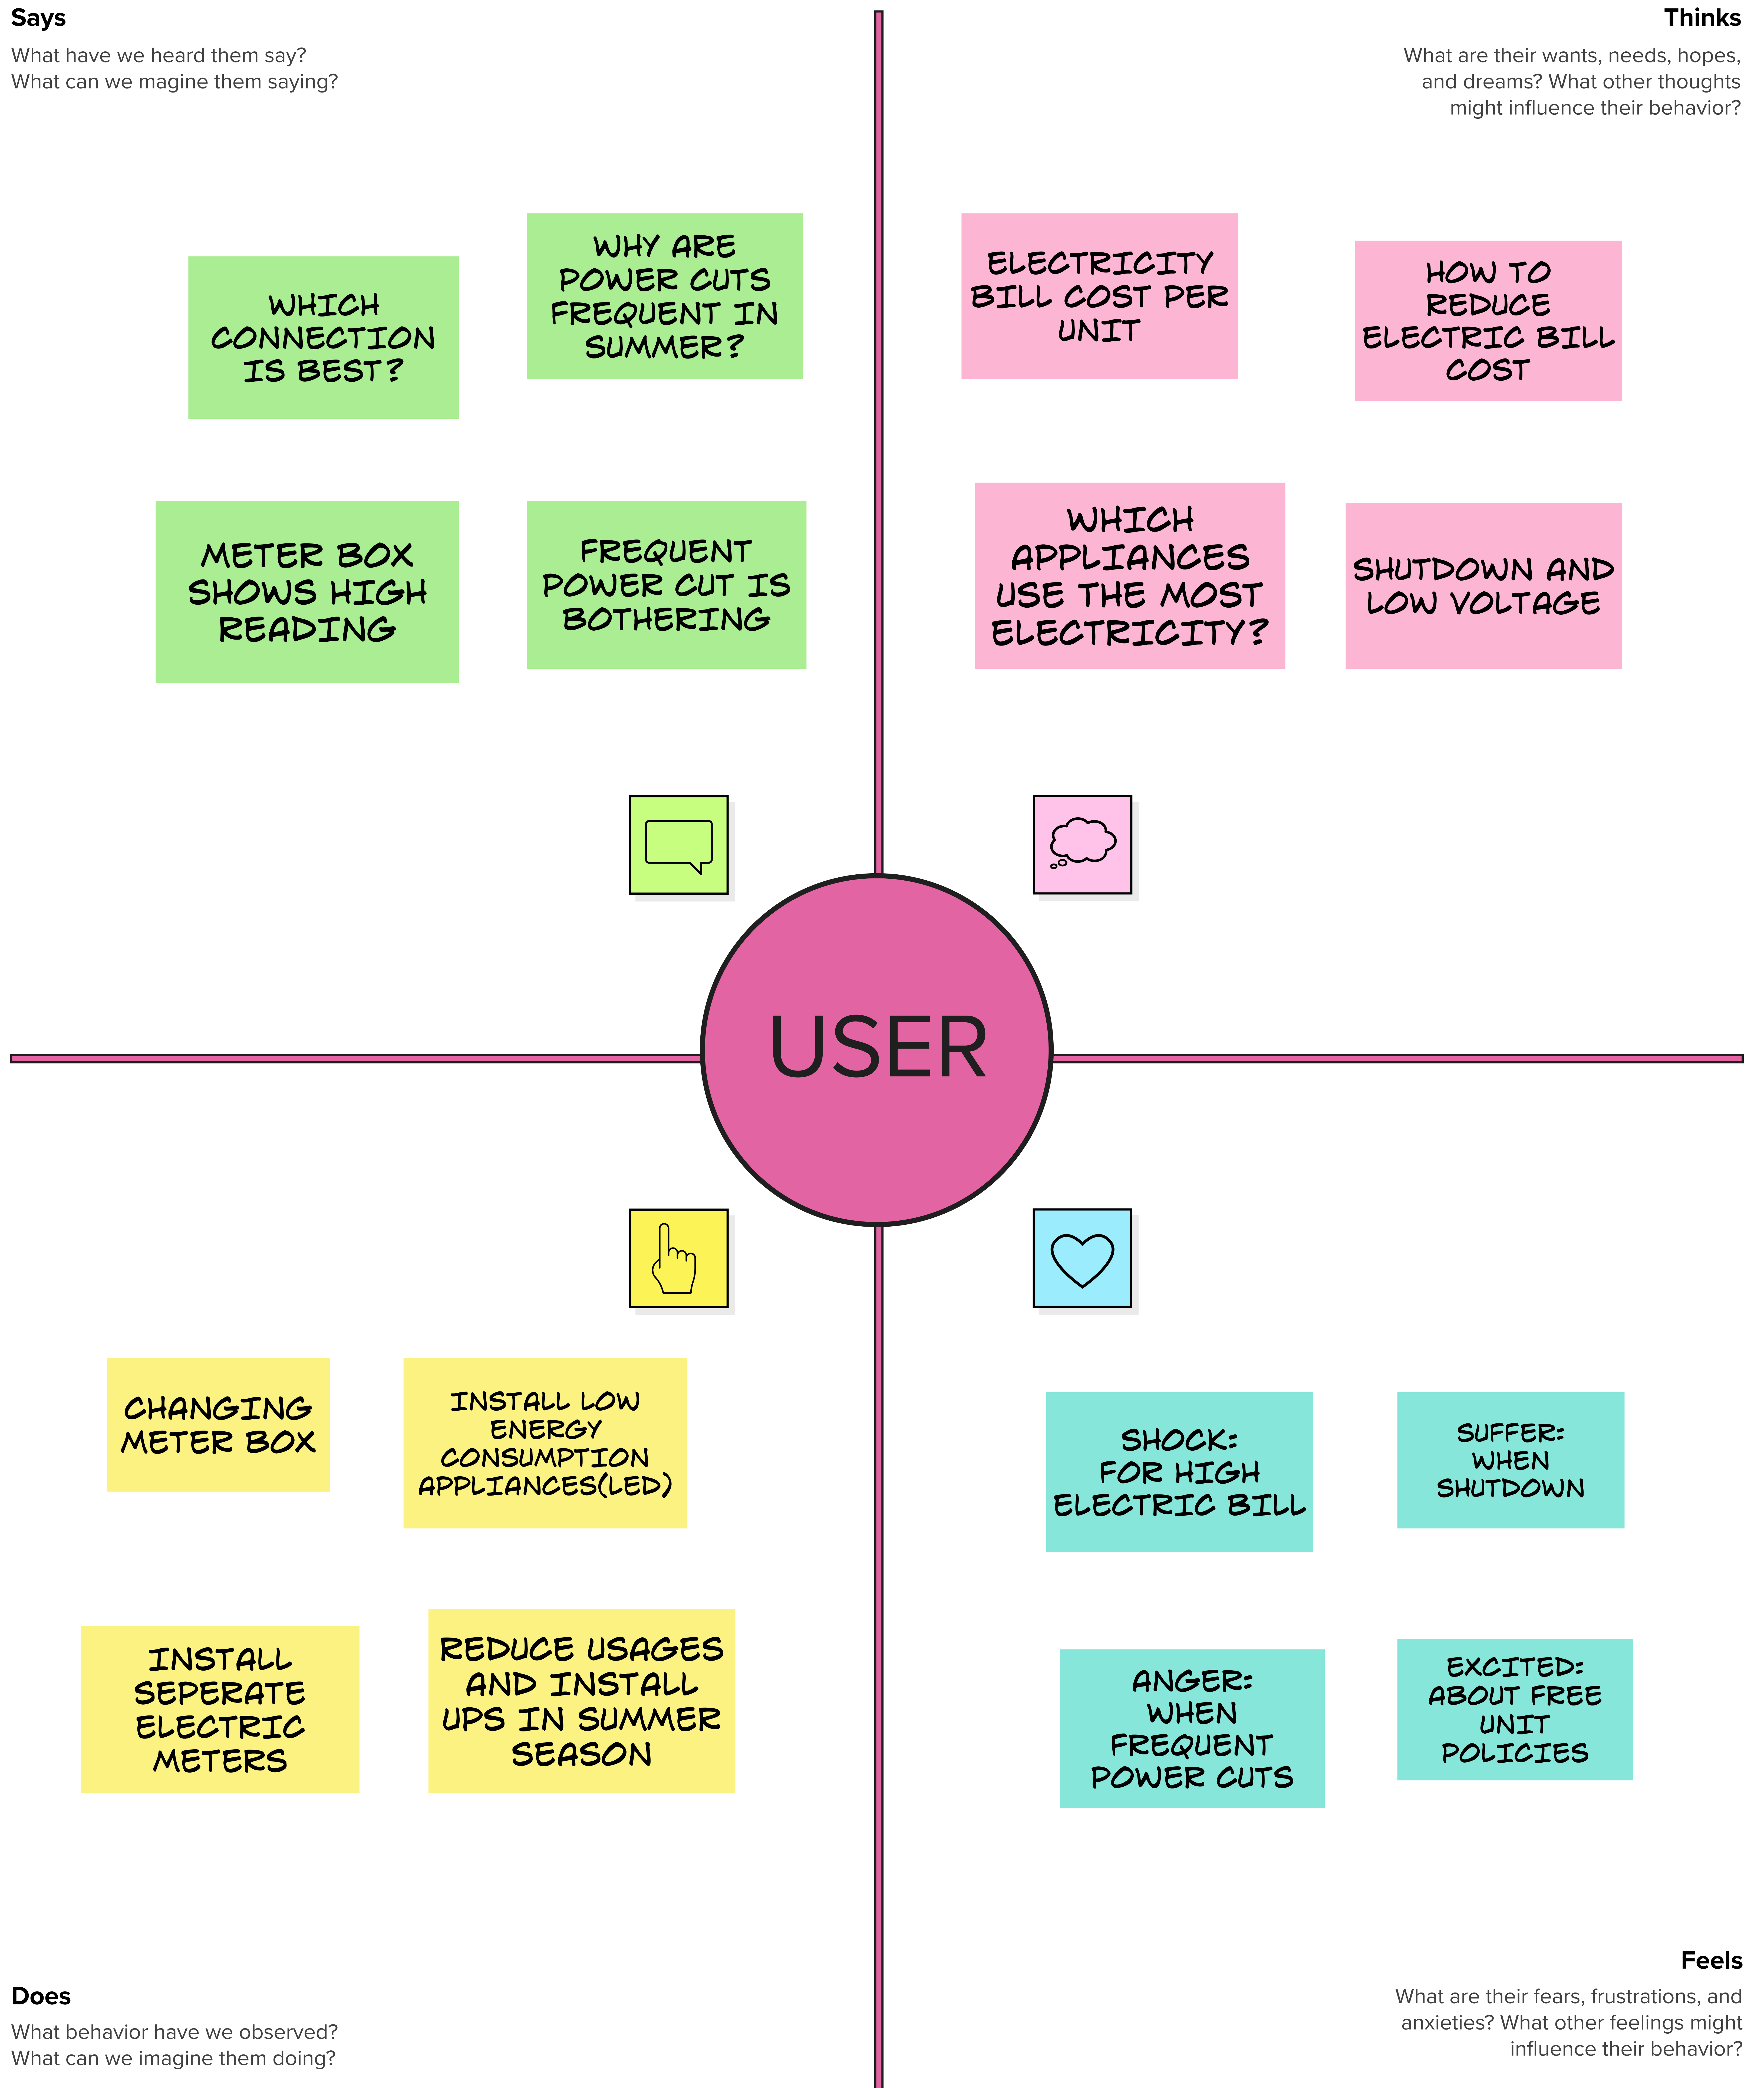 Says
What have we heard them say?
What can we magine them saying?
Thinks
What are their wants, needs, hopes,
and dreams? What other thoughts
might influence their behavior?
WHICH
CONNECTION
IS BEST?
WHY ARE
POWER CUTS
FREQUENT IN
SUMMER?
METER BOX
SHOWS HIGH
READING
FREQUENT
POWER CUT IS
BOTHERING
ELECTRICITY
BILL COST PER
UNIT
HOW TO
REDUCE
ELECTRIC BILL
COST
WHICH
APPLIANCES
USE THE MOST
ELECTRICITY?
SHUTDOWN AND
LOW VOLTAGE
USER
CHANGING
METER BOX
INSTALL LOW
ENERGY
CONSUMPTION
APPLIANCES(LED)
INSTALL
SEPERATE
ELECTRIC
METERS
REDUCE USAGES
AND INSTALL
UPS IN SUMMER
SEASON
SHOCK:
FOR HIGH
ELECTRIC BILL
SUFFER:
WHEN
SHUTDOWN
ANGER:
WHEN
FREQUENT
POWER CUTS
EXCITED:
ABOUT FREE
UNIT
POLICIES
Does
What behavior have we observed?
What can we imagine them doing?
Feels
What are their fears, frustrations, and
anxieties? What other feelings might
influence their behavior?